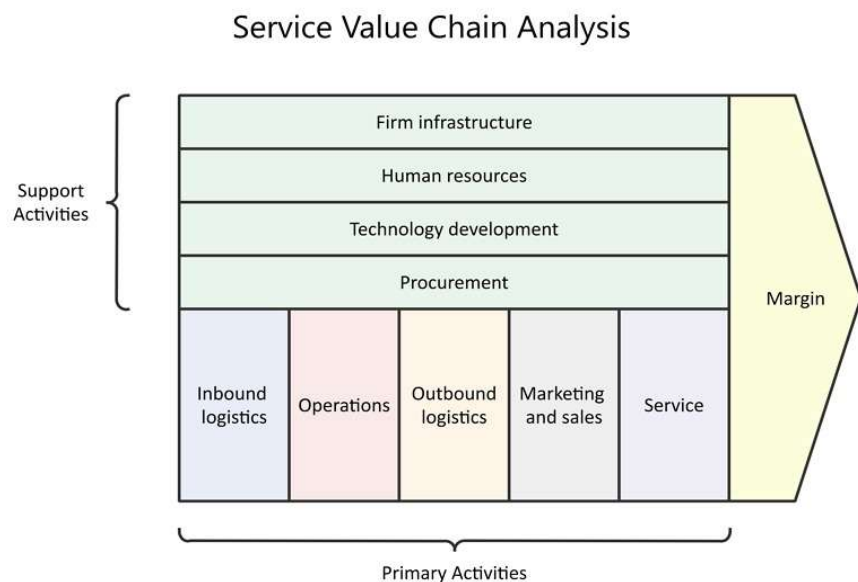 Service Value Chain Analysis
Firm infrastructure
Human resources
Support
Activities
Technology development
Procurement
Margin
Inbound
logistics
Operations
Outbound
logistics
Marketing
and sales
Service
Primary Activities